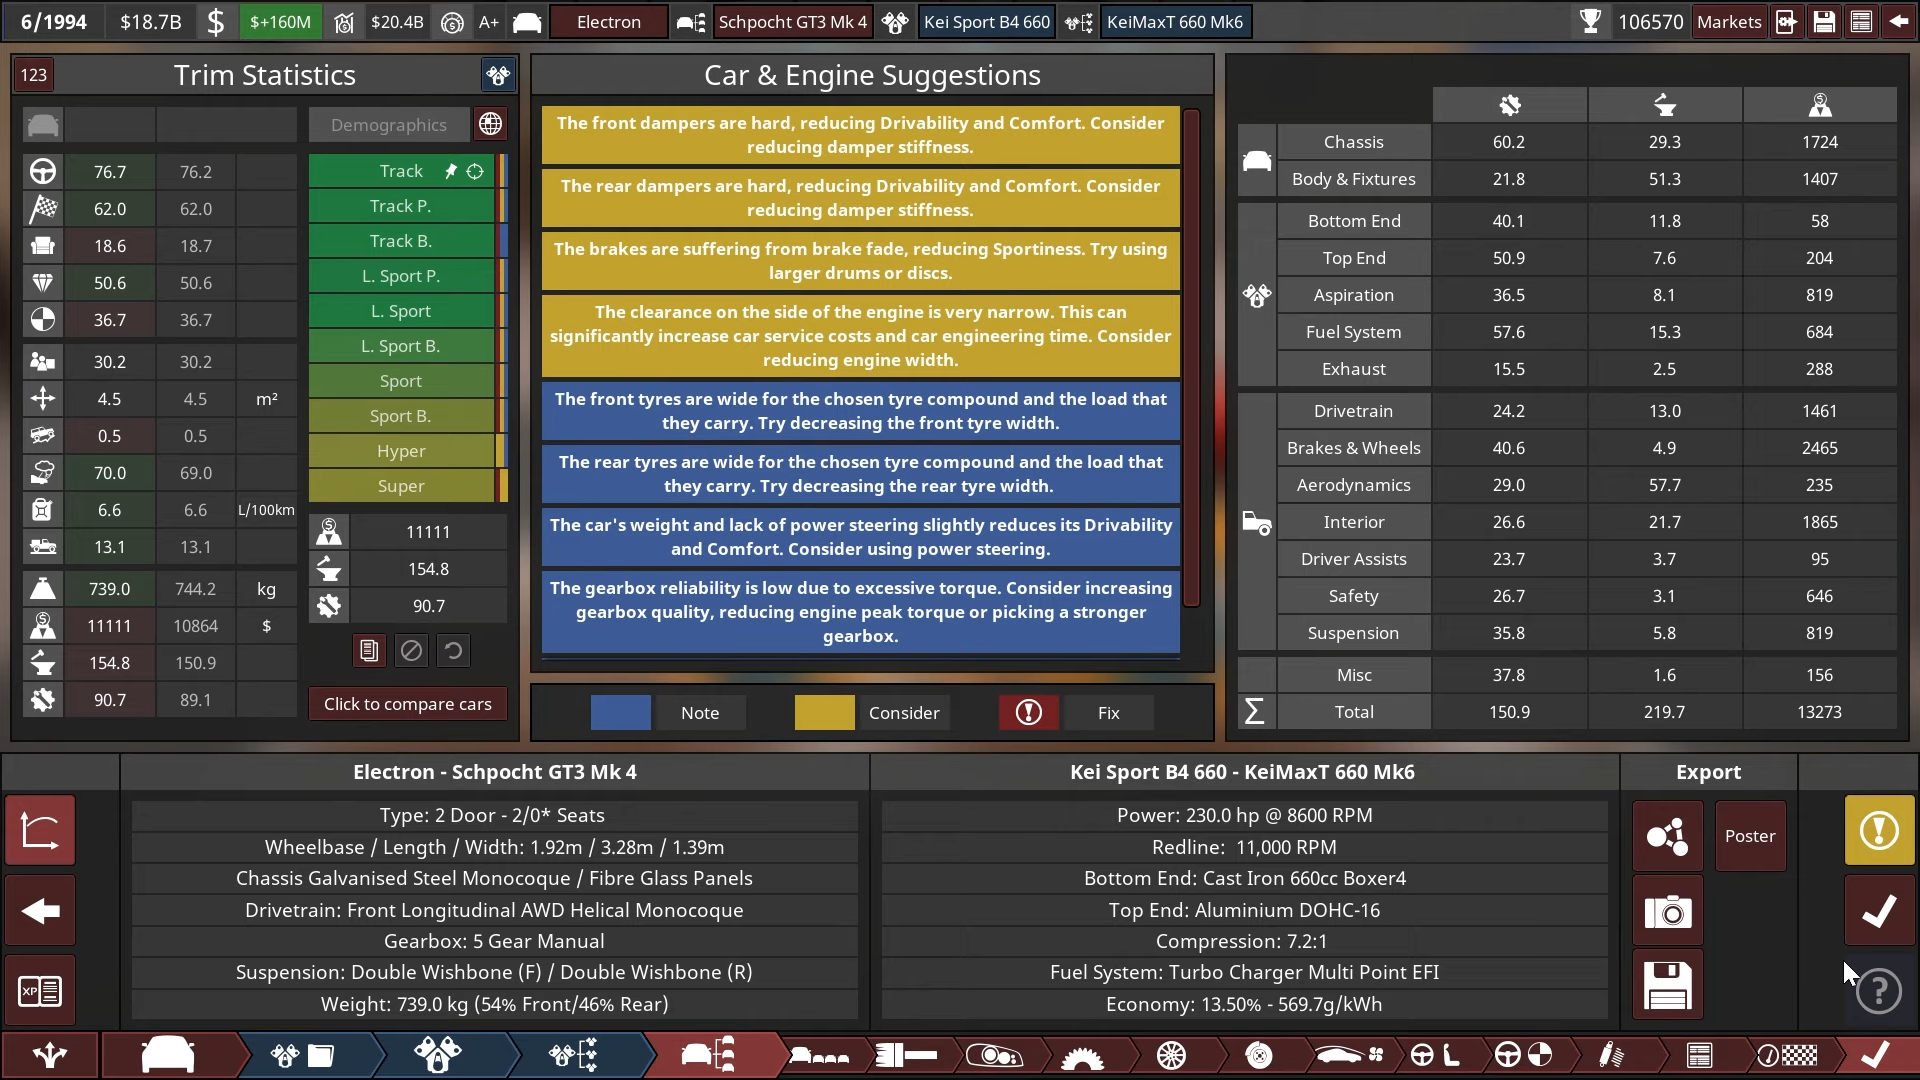 6/1994 $18.7B $ $+160M $20.4B A+ Electron Schpocht GT3 Mk 4 Kei Sport B4 660 KeiMaxT 660 Mk6 106570 Markets
123 Trim Statistics
Demographics
76.7 76.2
62.0 62.0
18.6 18.7
50.6 50.6
36.7 36.7
30.2 30.2
4.5 4.5 m²
0.5 0.5
70.0 69.0
6.6 6.6 L/100km
13.1 13.1
739.0 744.2 kg
11111 10864 $
154.8 150.9
90.7 89.1
Track
Track P.
Track B.
L. Sport P.
L. Sport
L. Sport B.
Sport
Sport B.
Hyper
Super
11111
154.8
90.7
Click to compare cars
Car & Engine Suggestions
The front dampers are hard, reducing Drivability and Comfort. Consider
reducing damper stiffness.
The rear dampers are hard, reducing Drivability and Comfort. Consider
reducing damper stiffness.
The brakes are suffering from brake fade, reducing Sportiness. Try using
larger drums or discs.
The clearance on the side of the engine is very narrow. This can
significantly increase car service costs and car engineering time. Consider
reducing engine width.
The front tyres are wide for the chosen tyre compound and the load that
they carry. Try decreasing the front tyre width.
The rear tyres are wide for the chosen tyre compound and the load that
they carry. Try decreasing the rear tyre width.
The car's weight and lack of power steering slightly reduces its Drivability
and Comfort. Consider using power steering.
The gearbox reliability is low due to excessive torque. Consider increasing
gearbox quality, reducing engine peak torque or picking a stronger
gearbox.
Note Consider Fix
Chassis 60.2 29.3 1724
Body & Fixtures 21.8 51.3 1407
Bottom End 40.1 11.8 58
Top End 50.9 7.6 204
Aspiration 36.5 8.1 819
Fuel System 57.6 15.3 684
Exhaust 15.5 2.5 288
Drivetrain 24.2 13.0 1461
Brakes & Wheels 40.6 4.9 2465
Aerodynamics 29.0 57.7 235
Interior 26.6 21.7 1865
Driver Assists 23.7 3.7 95
Safety 26.7 3.1 646
Suspension 35.8 5.8 819
Misc 37.8 1.6 156
Σ Total 150.9 219.7 13273
Electron - Schpocht GT3 Mk 4
Type: 2 Door - 2/0* Seats
Wheelbase / Length / Width: 1.92m / 3.28m / 1.39m
Chassis Galvanised Steel Monocoque / Fibre Glass Panels
Drivetrain: Front Longitudinal AWD Helical Monocoque
Gearbox: 5 Gear Manual
Suspension: Double Wishbone (F) / Double Wishbone (R)
Weight: 739.0 kg (54% Front/46% Rear)
Kei Sport B4 660 - KeiMaxT 660 Mk6
Power: 230.0 hp @ 8600 RPM
Redline: 11,000 RPM
Bottom End: Cast Iron 660cc Boxer4
Top End: Aluminium DOHC-16
Compression: 7.2:1
Fuel System: Turbo Charger Multi Point EFI
Economy: 13.50% - 569.7g/kWh
Export
Poster
XP
?